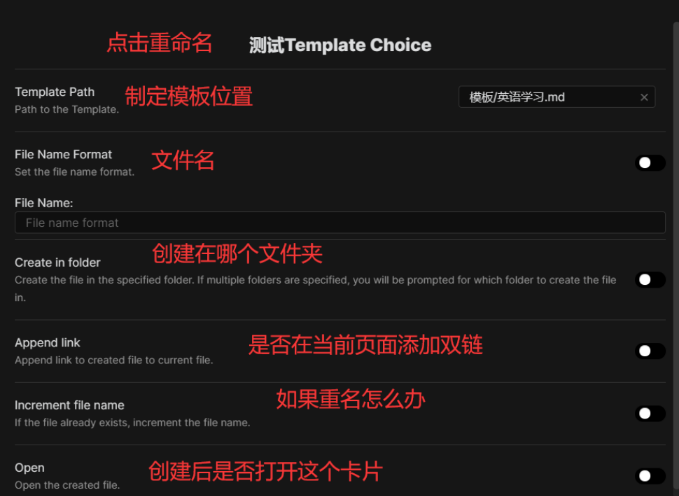 点击重命名 测试Template Choice
Template Path
Path to the Template.
制定模板位置
模板/英语学习.md
File Name Format
Set the file name format.
文件名
File Name:
File name format
创建在哪个文件夹
Create in folder
Create the file in the specified folder. If multiple folders are specified, you will be prompted for which folder to create the file
in.
Append link
Append link to created file to current file.
是否在当前页面添加双链
如果重名怎么办
Increment file name
If the file already exists, increment the file name.
Open
Open the created file.
创建后是否打开这个卡片